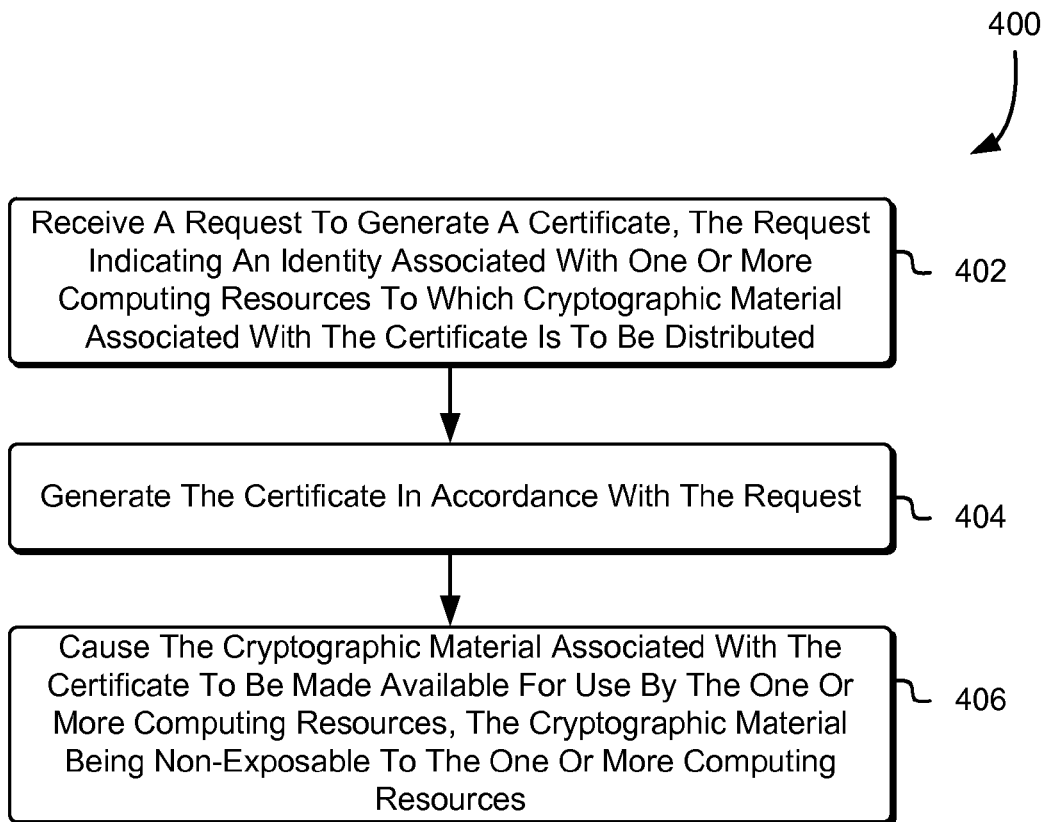 400
Receive A Request To Generate A Certificate, The Request
Indicating An Identity Associated With One Or More
Computing Resources To Which Cryptographic Material
Associated With The Certificate Is To Be Distributed
402
Generate The Certificate In Accordance With The Request
404
Cause The Cryptographic Material Associated With The
Certificate To Be Made Available For Use By The One Or
More Computing Resources, The Cryptographic Material
Being Non-Exposable To The One Or More Computing
Resources
406